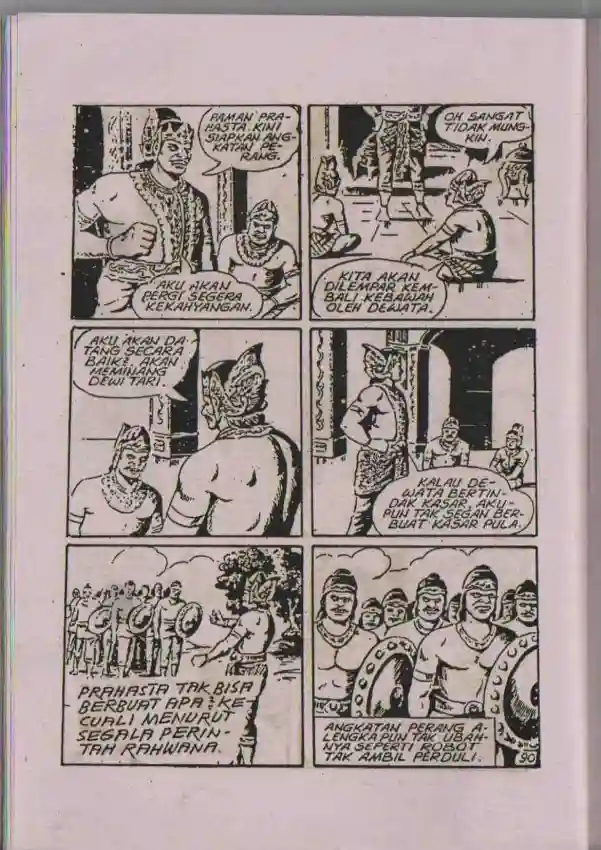 PAMAN PRA-
HASTA. KINI
SIAPKAN ANG-
KATAN PE-
RANG.
AKU AKAN
PERGI SEGERA
KEKAHYANGAN.
OH. SANGAT
TIDAK MUNG-
KIN.
KITA AKAN
DILEMPAR KEM-
BALI KEBAWAH
OLEH DEWATA.
AKU AKAN DA-
TANG SECARA
BAIK2. AKAN
MEMINANG
DEWI TARI.
KALAU DE-
WATA BERTIN-
DAK KASAR. AKU-
PUN TAK SEGAN BER-
BUAT KASAR PULA.
PRAHASTA TAK BISA
BERBUAT APA2 KE-
CUALI MENURUT
SEGALA PERIN-
TAH RAHWANA.
ANGKATAN PERANG A-
LENGKA PUN TAK UBAH-
NYA SEPERTI ROBOT
TAK AMBIL PERDULI.
90